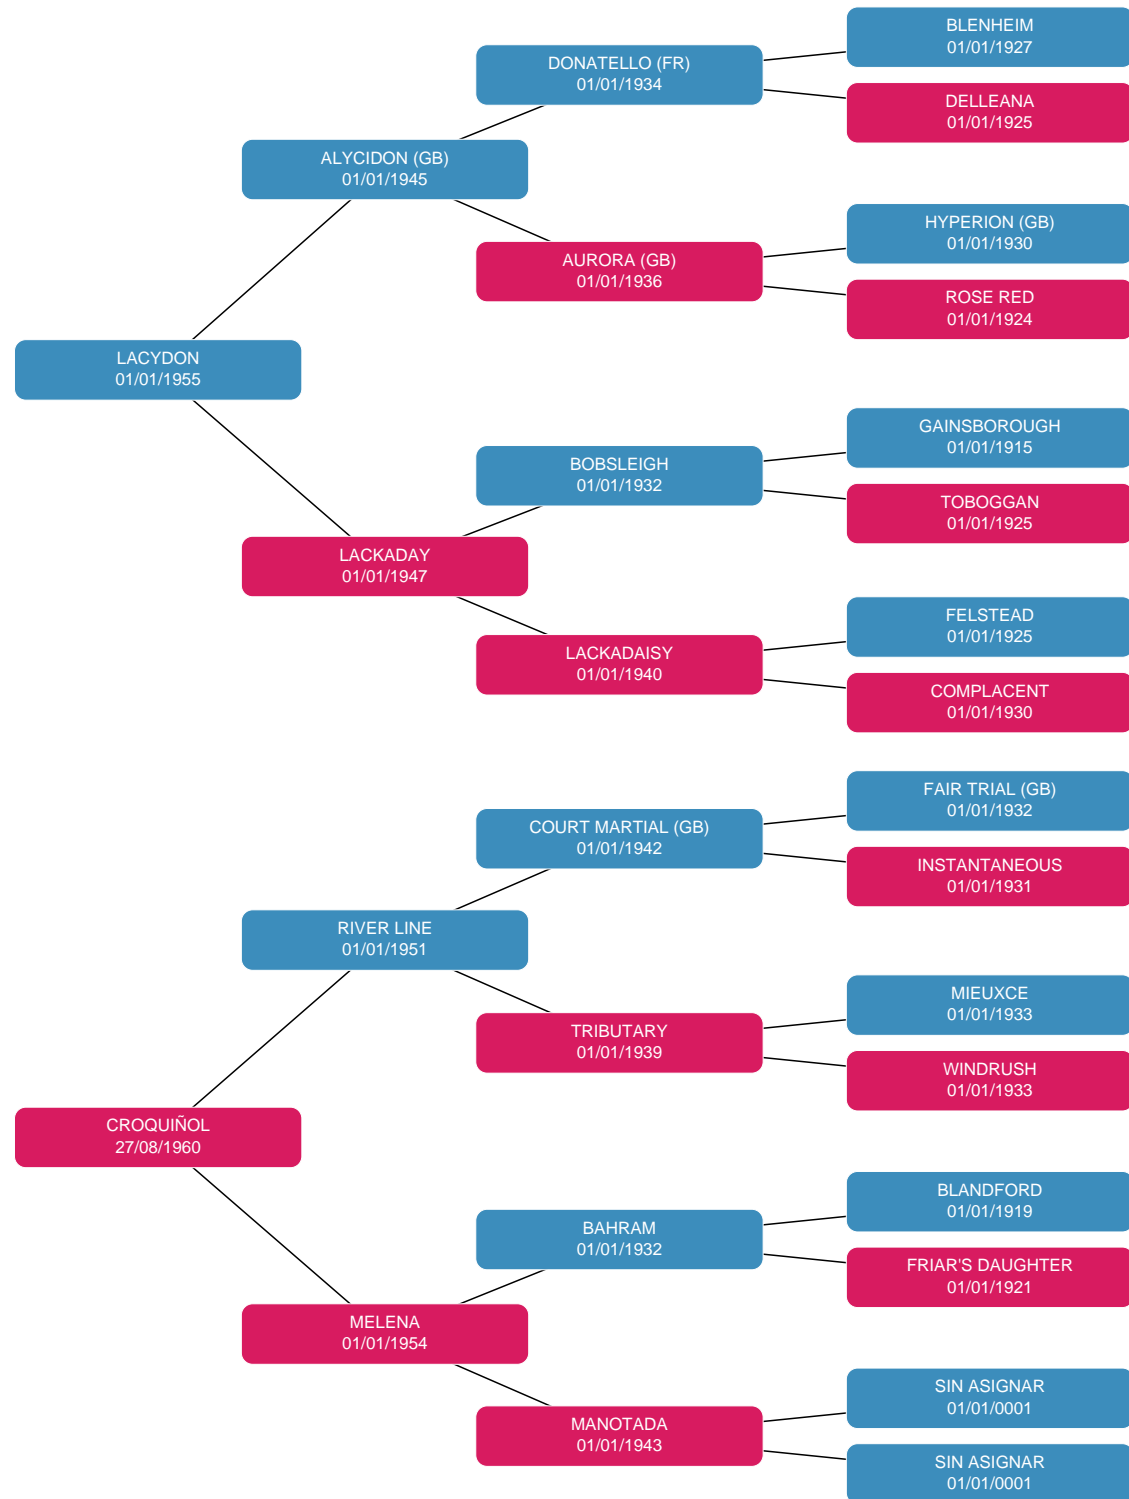 BLENHEIM
01/01/1927
DONATELLO (FR)
01/01/1934
DELLEANA
01/01/1925
ALYCIDON (GB)
01/01/1945
HYPERION (GB)
01/01/1930
AURORA (GB)
01/01/1936
ROSE RED
01/01/1924
LACYDON
01/01/1955
GAINSBOROUGH
01/01/1915
BOBSLEIGH
01/01/1932
TOBOGGAN
01/01/1925
LACKADAY
01/01/1947
FELSTEAD
01/01/1925
LACKADAISY
01/01/1940
COMPLACENT
01/01/1930
FAIR TRIAL (GB)
01/01/1932
COURT MARTIAL (GB)
01/01/1942
INSTANTANEOUS
01/01/1931
RIVER LINE
01/01/1951
MIEUXCE
01/01/1933
TRIBUTARY
01/01/1939
WINDRUSH
01/01/1933
CROQUIÑOL
27/08/1960
BLANDFORD
01/01/1919
BAHRAM
01/01/1932
FRIAR'S DAUGHTER
01/01/1921
MELENA
01/01/1954
SIN ASIGNAR
01/01/0001
MANOTADA
01/01/1943
SIN ASIGNAR
01/01/0001